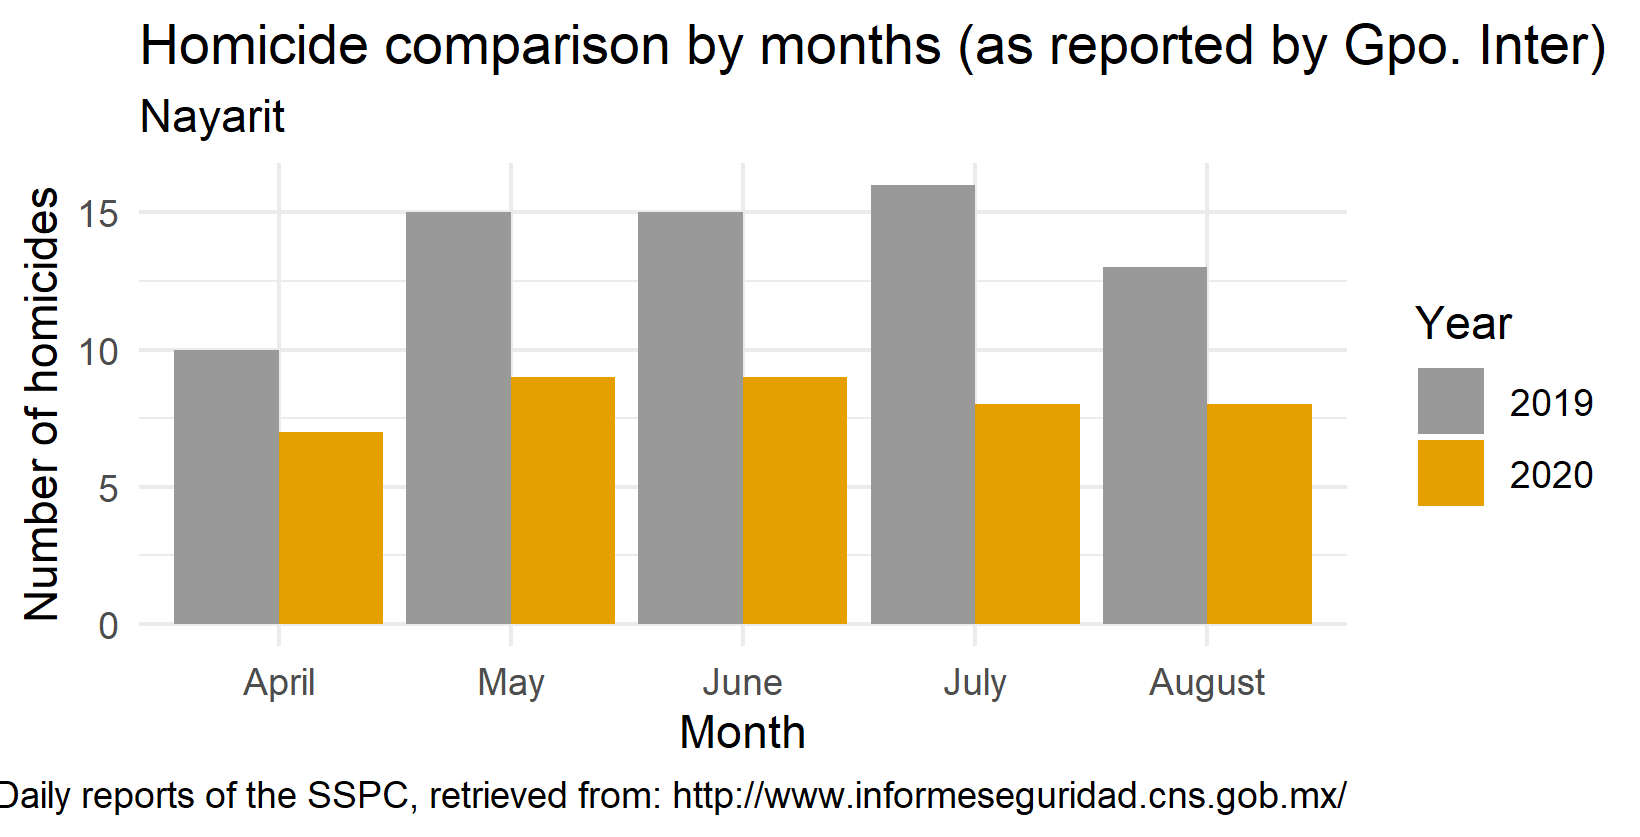 Homicide comparison by months (as reported by Gpo. Inter)
Nayarit
Number of homicides
15
10
5
0
April May June July August
Month
Year
2019
2020
Daily reports of the SSPC, retrieved from: http://www.informeseguridad.cns.gob.mx/